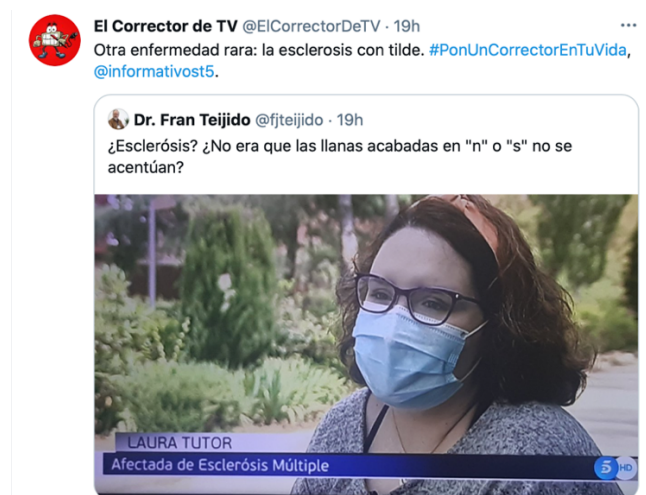 El Corrector de TV @ElCorrectorDeTV · 19h
Otra enfermedad rara: la esclerosis con tilde. #PonUnCorrectorEnTuVida,
@informativost5.
Dr. Fran Teijido @fjteijido · 19h
¿Esclerósis? ¿No era que las llanas acabadas en "n" o "s" no se
acentúan?
LAURA TUTOR
Afectada de Esclerósis Múltiple
5 HD